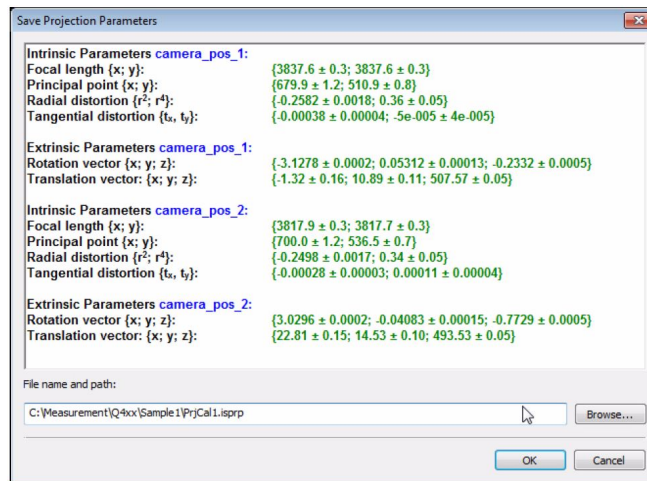 Save Projection Parameters
Intrinsic Parameters camera_pos_1:
Focal length {x; y}: {3837.6 ± 0.3; 3837.6 ± 0.3}
Principal point {x; y}: {679.9 ± 1.2; 510.9 ± 0.8}
Radial distortion {r²; r⁴}: {-0.2582 ± 0.0018; 0.36 ± 0.05}
Tangential distortion {tₓ, tᵧ}: {-0.00038 ± 0.00004; -5e-005 ± 4e-005}
Extrinsic Parameters camera_pos_1:
Rotation vector {x; y; z}: {-3.1278 ± 0.0002; 0.05312 ± 0.00013; -0.2332 ± 0.0005}
Translation vector: {x; y; z}: {-1.32 ± 0.16; 10.89 ± 0.11; 507.57 ± 0.05}
Intrinsic Parameters camera_pos_2:
Focal length {x; y}: {3817.9 ± 0.3; 3817.7 ± 0.3}
Principal point {x; y}: {700.0 ± 1.2; 536.5 ± 0.7}
Radial distortion {r²; r⁴}: {-0.2498 ± 0.0017; 0.34 ± 0.05}
Tangential distortion {tₓ, tᵧ}: {-0.00028 ± 0.00003; 0.00011 ± 0.00004}
Extrinsic Parameters camera_pos_2:
Rotation vector {x; y; z}: {3.0296 ± 0.0002; -0.04083 ± 0.00015; -0.7729 ± 0.0005}
Translation vector: {x; y; z}: {22.81 ± 0.15; 14.53 ± 0.10; 493.53 ± 0.05}
File name and path:
C:\Measurement\Q4xx\Sample1\PrjCal1.isprp
Browse...
OK Cancel